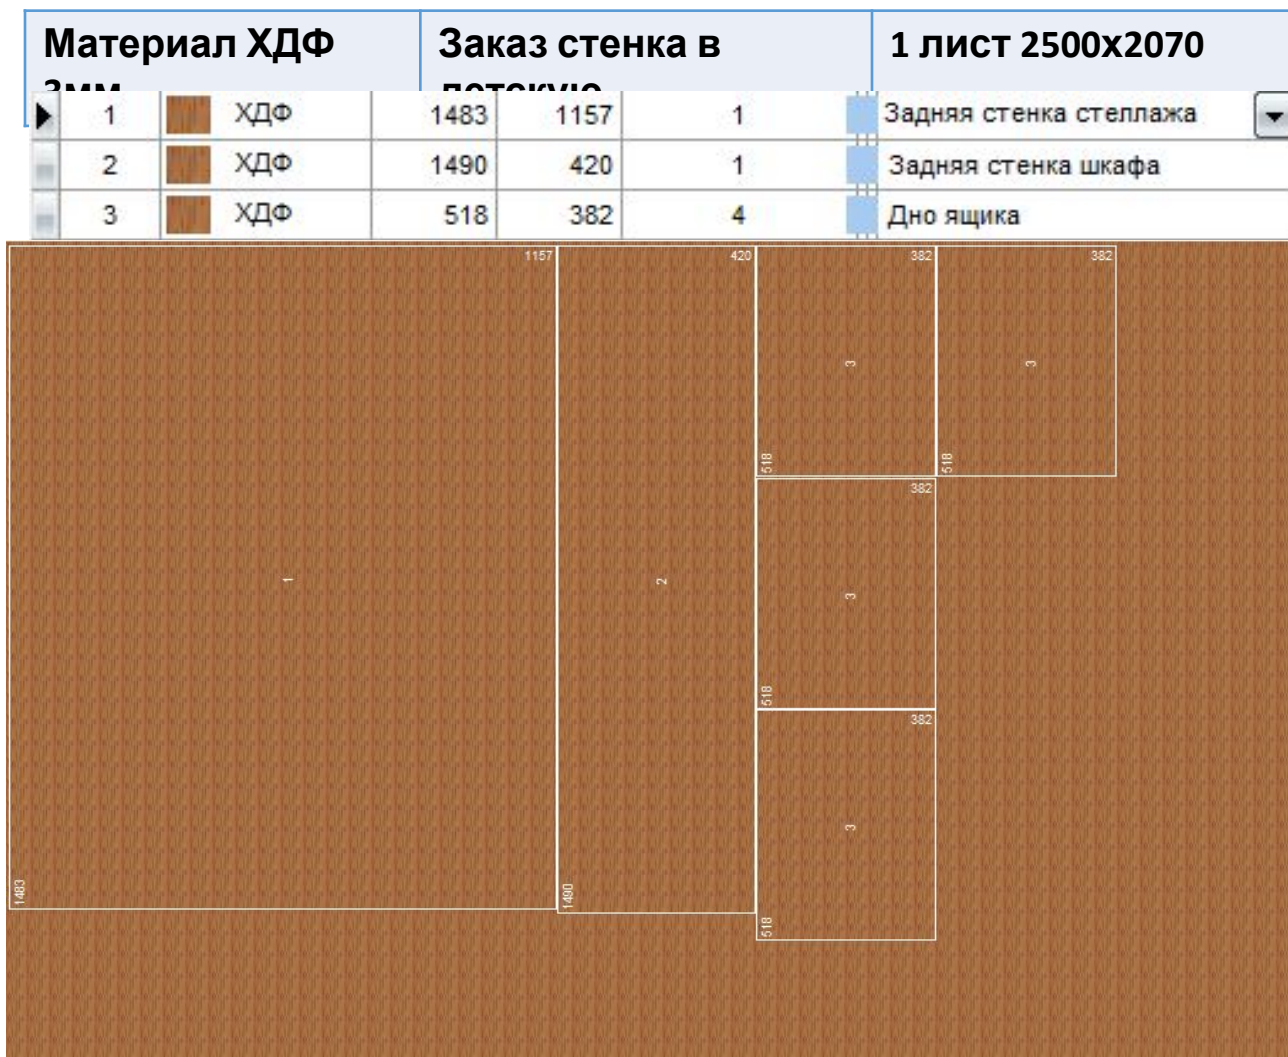 Материал ХДФ
3мм
Заказ стенка в
детскую
1 лист 2500х2070
1 ХДФ 1483 1157 1 Задняя стенка стеллажа
2 ХДФ 1490 420 1 Задняя стенка шкафа
3 ХДФ 518 382 4 Дно ящика
1157 420 382 382
3 3
518 518
382
1 2 3
518
382
3
1483 1490
518